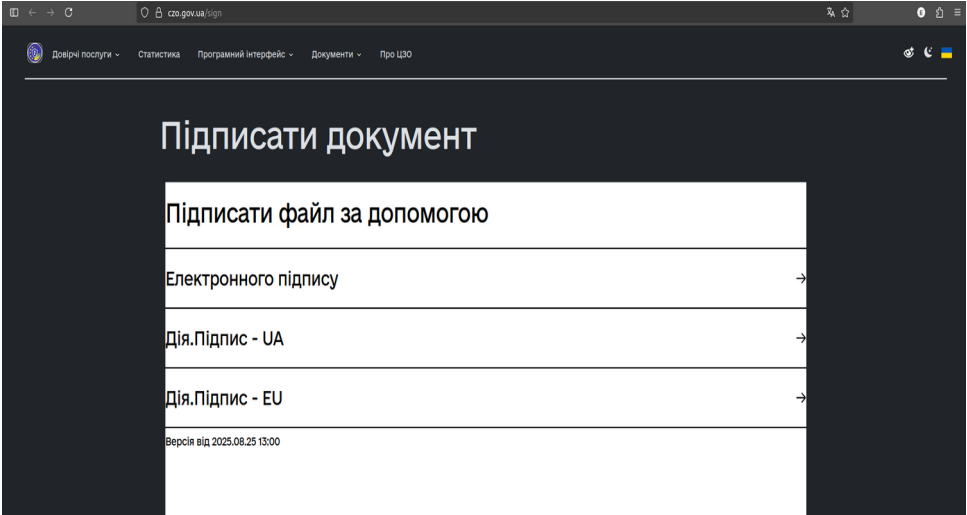 czo.gov.ua/sign
Довірчі послуги Статистика Програмний інтерфейс Документи Про ЦЗО
Підписати документ
Підписати файл за допомогою
Електронного підпису
Дія.Підпис - UA
Дія.Підпис - EU
Версія від 2025.08.25 13:00